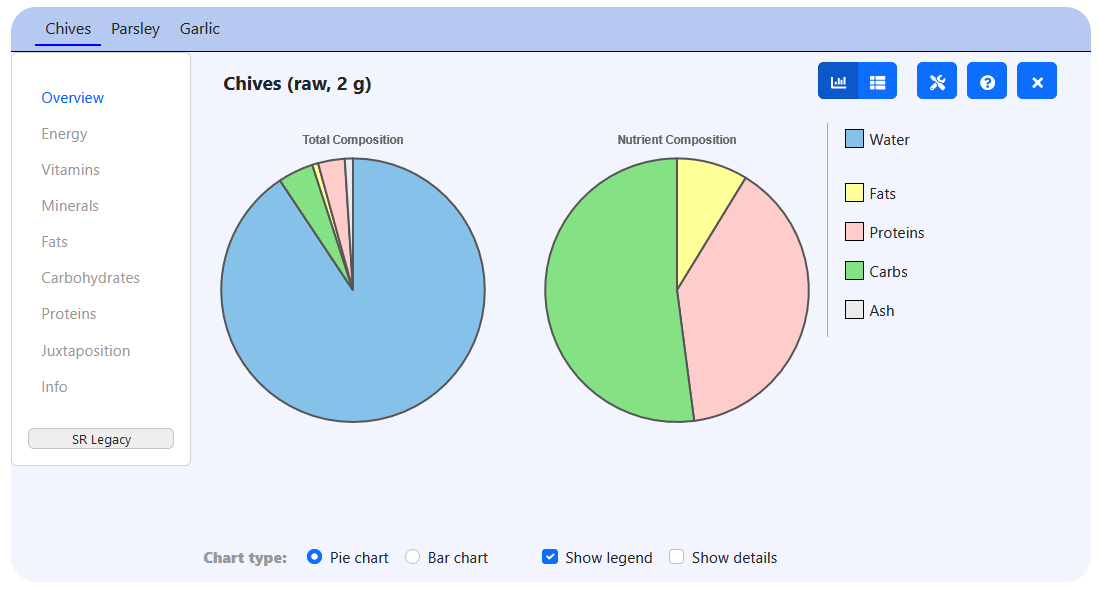 Chives Parsley Garlic
Chives (raw, 2 g)
Overview
Energy
Vitamins
Minerals
Fats
Carbohydrates
Proteins
Juxtaposition
Info
SR Legacy
Total Composition
Nutrient Composition
Water
Fats
Proteins
Carbs
Ash
Chart type: Pie chart Bar chart Show legend Show details